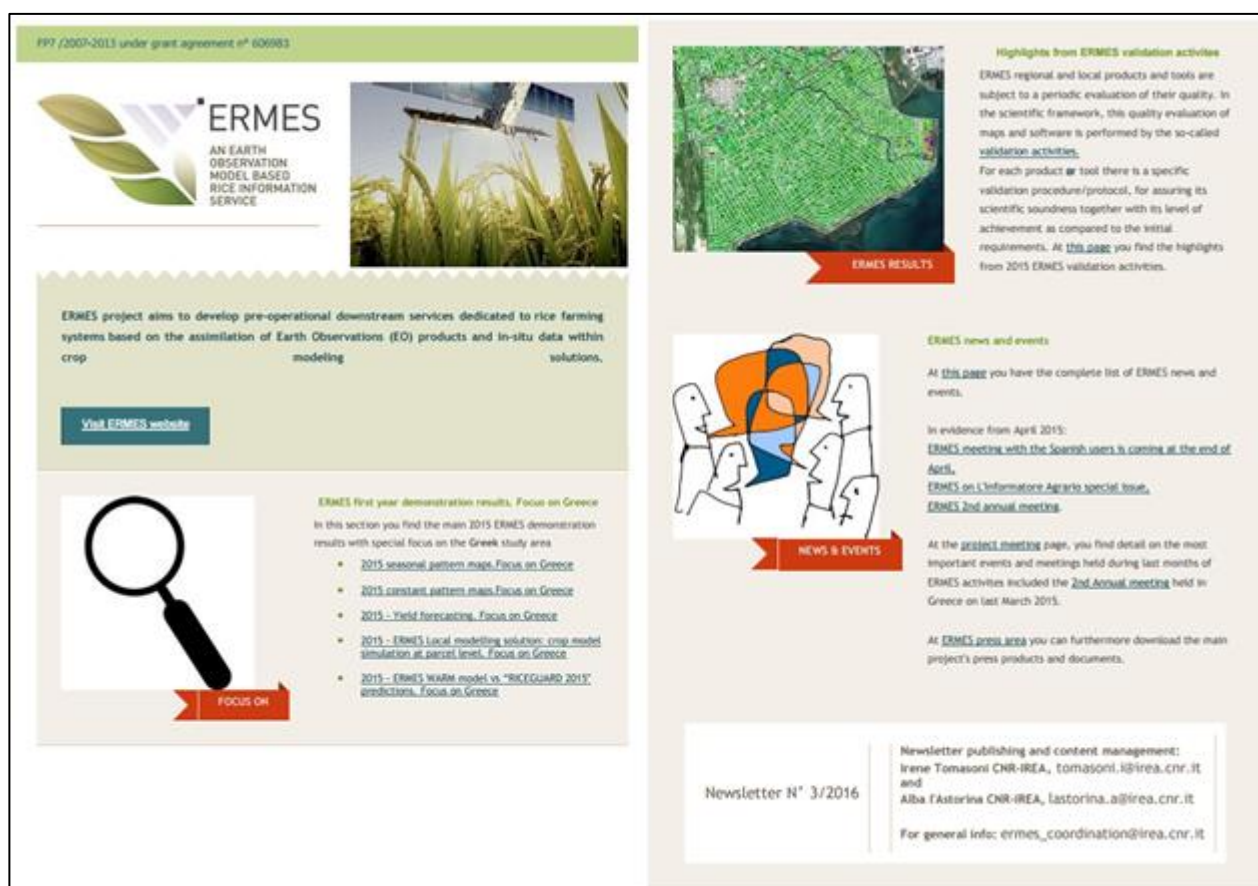 FP7 /2007-2013 under grant agreement n° 606983
ERMES
AN EARTH
OBSERVATION
MODEL BASED
RICE INFORMATION
SERVICE
ERMES project aims to develop pre-operational downstream services dedicated to rice farming
systems based on the assimilation of Earth Observations (EO) products and in-situ data within
crop modeling solutions.
Visit ERMES website
ERMES first year demonstration results. Focus on Greece
In this section you find the main 2015 ERMES demonstration
results with special focus on the Greek study area
• 2015 seasonal pattern maps.Focus on Greece
• 2015 constant pattern maps.Focus on Greece
• 2015 - Yield forecasting. Focus on Greece
• 2015 - ERMES Local modelling solution: crop model
simulation at parcel level. Focus on Greece
• 2015 - ERMES WARM model vs "RICEGUARD 2015"
predictions. Focus on Greece
FOCUS ON
Highlights from ERMES validation activites
ERMES regional and local products and tools are
subject to a periodic evaluation of their quality. In
the scientific framework, this quality evaluation of
maps and software is performed by the so-called
validation activities.
For each product or tool there is a specific
validation procedure/protocol, for assuring its
scientific soundness together with its level of
achievement as compared to the initial
requirements. At this page you find the highlights
from 2015 ERMES validation activities.
ERMES RESULTS
ERMES news and events
At this page you have the complete list of ERMES news and
events.
In evidence from April 2015:
ERMES meeting with the Spanish users is coming at the end of
April,
ERMES on L'Informatore Agrario special issue,
ERMES 2nd annual meeting.
At the project meeting page, you find detail on the most
important events and meetings held during last months of
ERMES activites included the 2nd Annual meeting held in
Greece on last March 2015.
At ERMES press area you can furthermore download the main
project's press products and documents.
NEWS & EVENTS
Newsletter N° 3/2016
Newsletter publishing and content management:
Irene Tomasoni CNR-IREA, tomasoni.i@irea.cnr.it
and
Alba l'Astorina CNR-IREA, lastorina.a@irea.cnr.it
For general info: ermes_coordination@irea.cnr.it